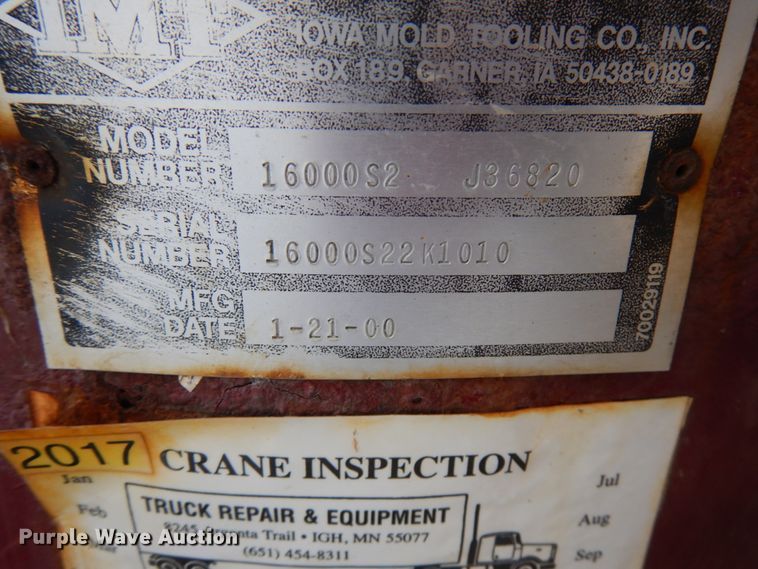 IMT
IOWA MOLD TOOLING CO., INC.
BOX 189, GARNER, IA 50438-0189
MODEL NUMBER 16000S2 J36820
SERIAL NUMBER 16000S22K1010
MFG DATE 1-21-00
70029119
2017 CRANE INSPECTION
Jan Jul
Feb Aug
Mar Sep
TRUCK REPAIR & EQUIPMENT
Trail • IGH, MN 55077
(651) 454-8311
Purple Wave Auction